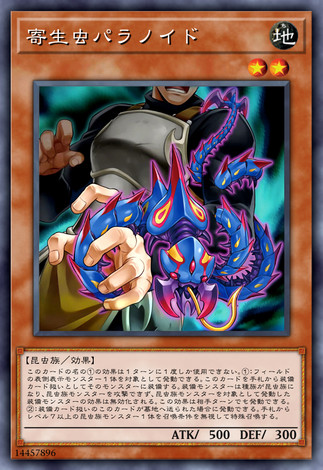 寄生虫パラノイド
地
【昆虫族／効果】
このカード名の①の効果は１ターンに１度しか使用できない。①：フィールド
の表側表示モンスター１体を対象として発動できる。このカードを手札から装備
カード扱いとしてそのモンスターに装備する。装備モンスターは種族が昆虫族に
なり、昆虫族モンスターを攻撃できず、昆虫族モンスターを対象として発動した
装備モンスターの効果は無効化される。この効果は相手ターンでも発動できる。
②：装備カード扱いのこのカードが墓地へ送られた場合に発動できる。手札から
レベル７以上の昆虫族モンスター１体を召喚条件を無視して特殊召喚する。
ATK/ 500 DEF/ 300
14457896